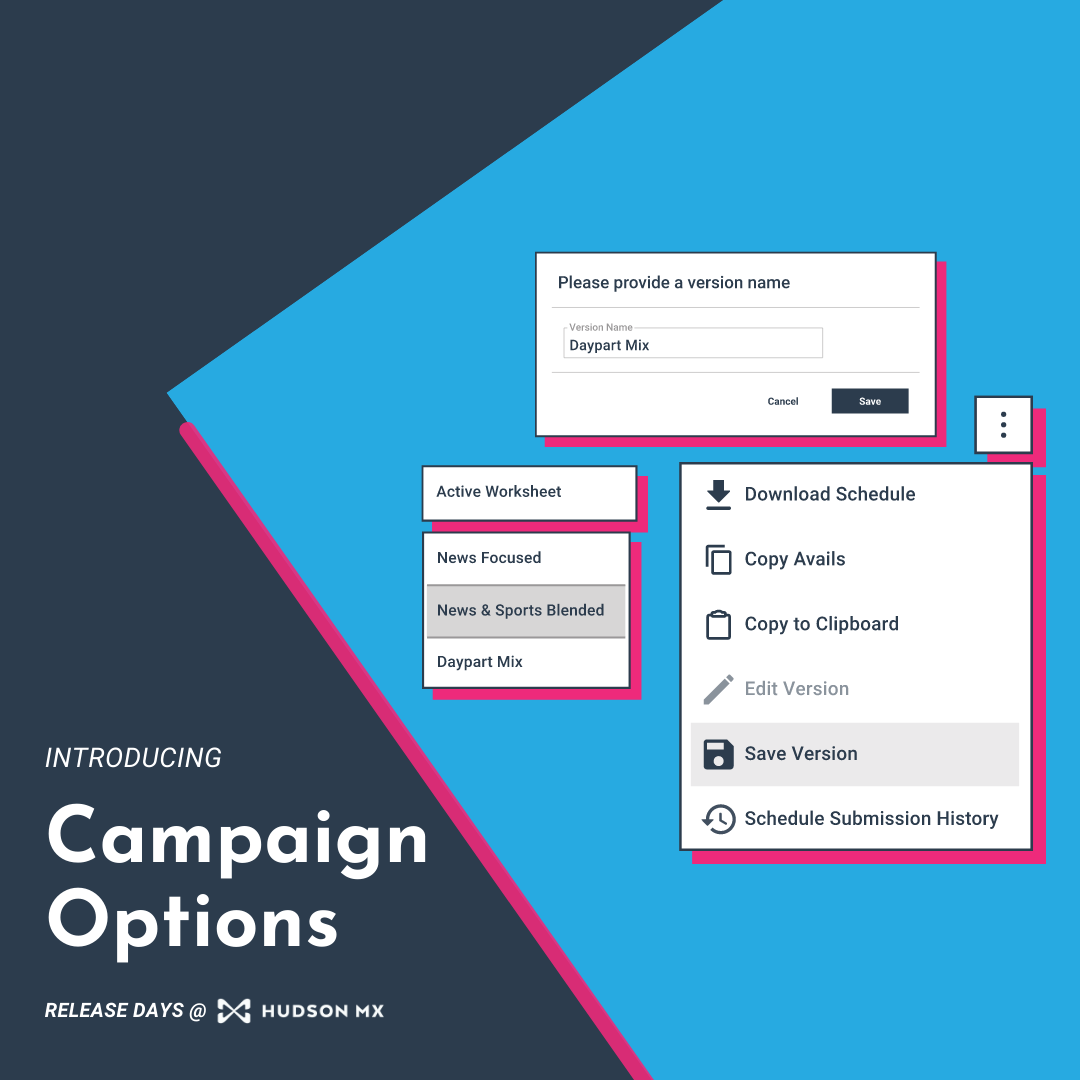 Please provide a version name
Version Name
Daypart Mix
Cancel
Save
Active Worksheet
News Focused
News & Sports Blended
Daypart Mix
Download Schedule
Copy Avails
Copy to Clipboard
Edit Version
Save Version
Schedule Submission History
INTRODUCING
Campaign
Options
RELEASE DAYS @ HUDSON MX